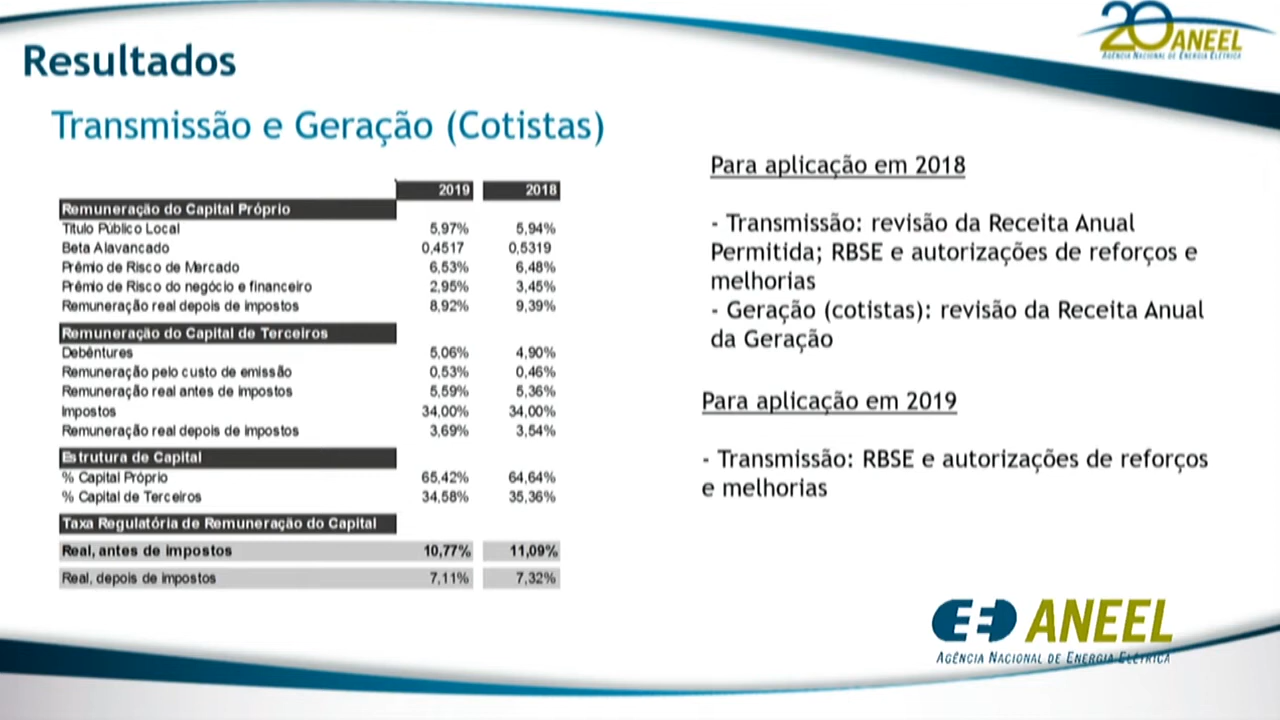 20ANEEL
AGÊNCIA NACIONAL DE ENERGIA ELÉTRICA
Resultados
Transmissão e Geração (Cotistas)
2019 2018
Remuneração do Capital Próprio
Título Público Local 5,97% 5,94%
Beta Alavancado 0,4517 0,5319
Prêmio de Risco de Mercado 6,53% 6,48%
Prêmio de Risco do negócio e financeiro 2,95% 3,45%
Remuneração real depois de impostos 8,92% 9,39%
Remuneração do Capital de Terceiros
Debêntures 5,06% 4,90%
Remuneração pelo custo de emissão 0,53% 0,46%
Remuneração real antes de impostos 5,59% 5,36%
Impostos 34,00% 34,00%
Remuneração real depois de impostos 3,69% 3,54%
Estrutura de Capital
% Capital Próprio 65,42% 64,64%
% Capital de Terceiros 34,58% 35,36%
Taxa Regulatória de Remuneração do Capital
Real, antes de impostos 10,77% 11,09%
Real, depois de impostos 7,11% 7,32%
Para aplicação em 2018
- Transmissão: revisão da Receita Anual
Permitida; RBSE e autorizações de reforços e
melhorias
- Geração (cotistas): revisão da Receita Anual
da Geração
Para aplicação em 2019
- Transmissão: RBSE e autorizações de reforços
e melhorias
ANEEL
AGÊNCIA NACIONAL DE ENERGIA ELÉTRICA